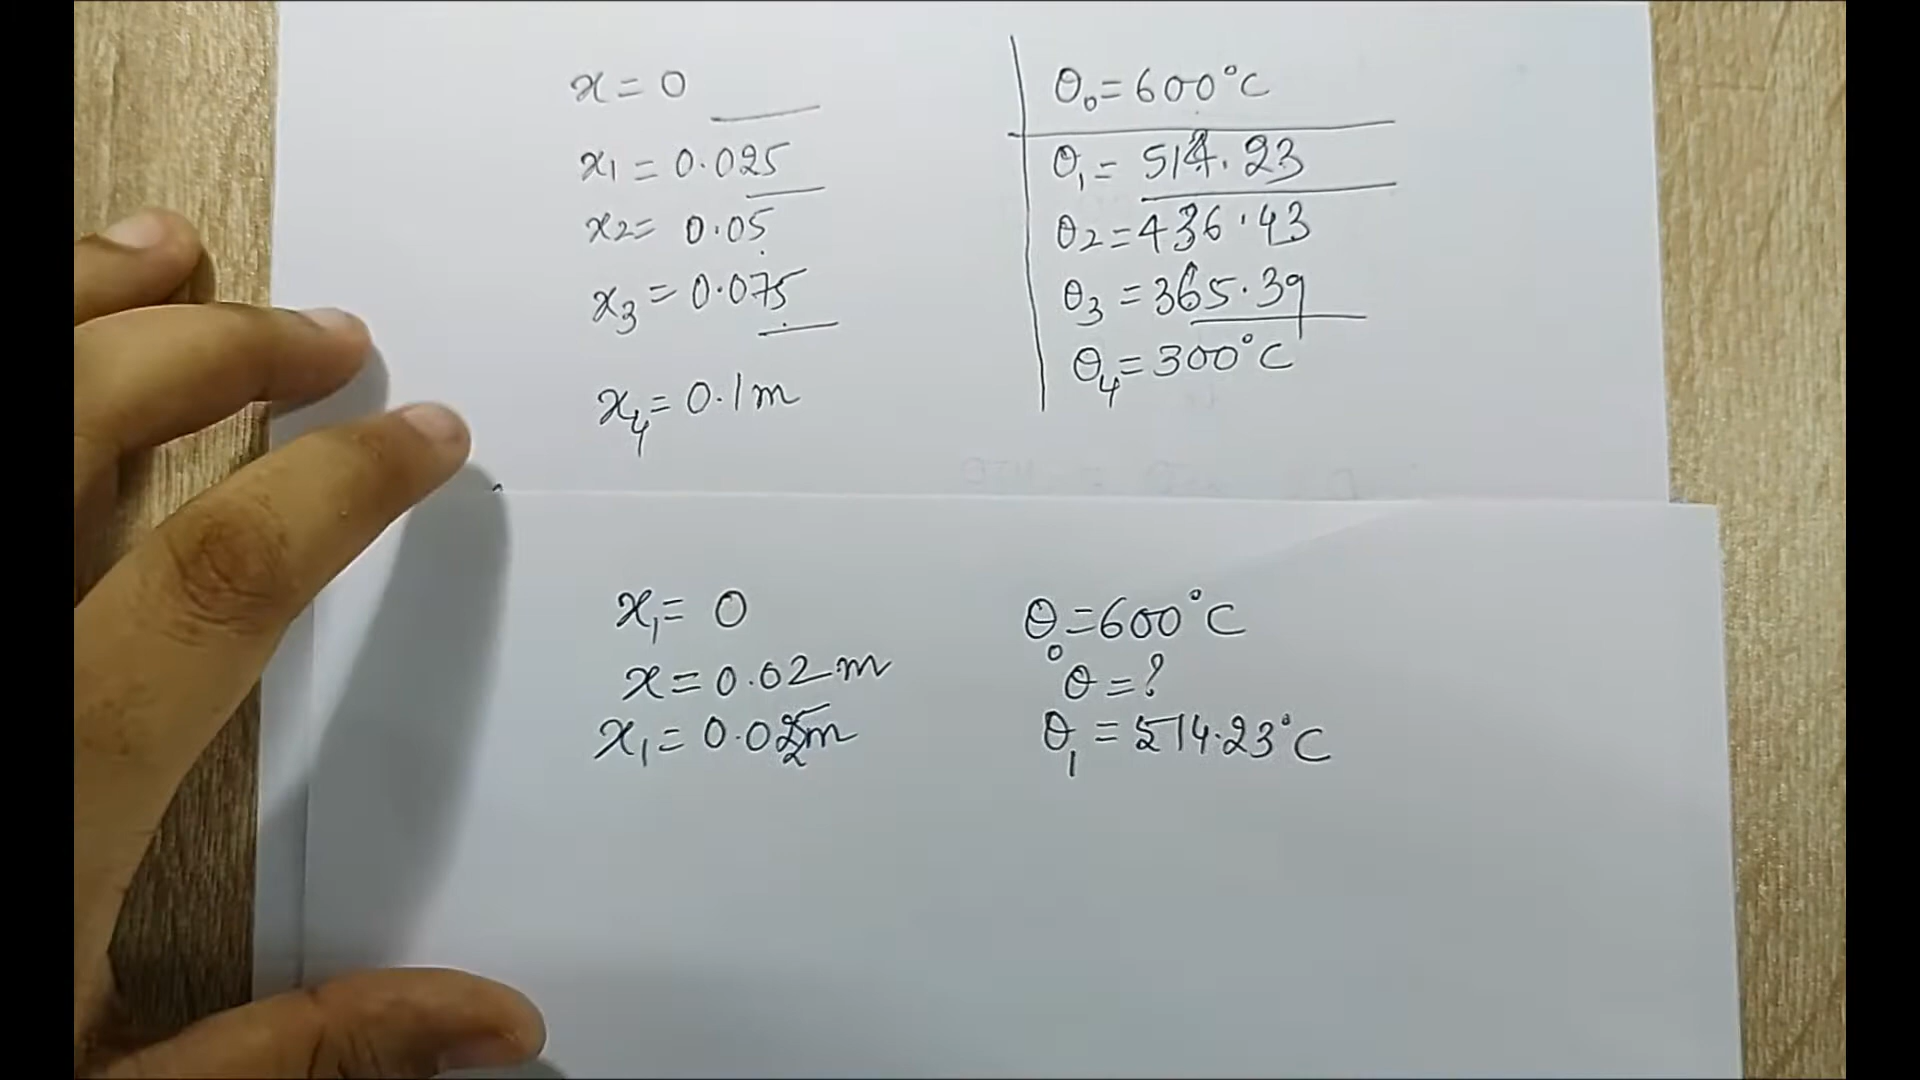 x = 0
x1 = 0.025
x2 = 0.05
x3 = 0.075
x4 = 0.1m
θ0 = 600°C
θ1 = 514.23
θ2 = 436.43
θ3 = 365.39
θ4 = 300°C
x1 = 0 θ0 = 600°C
x = 0.02m θ = ?
x1 = 0.025m θ1 = 514.23°C